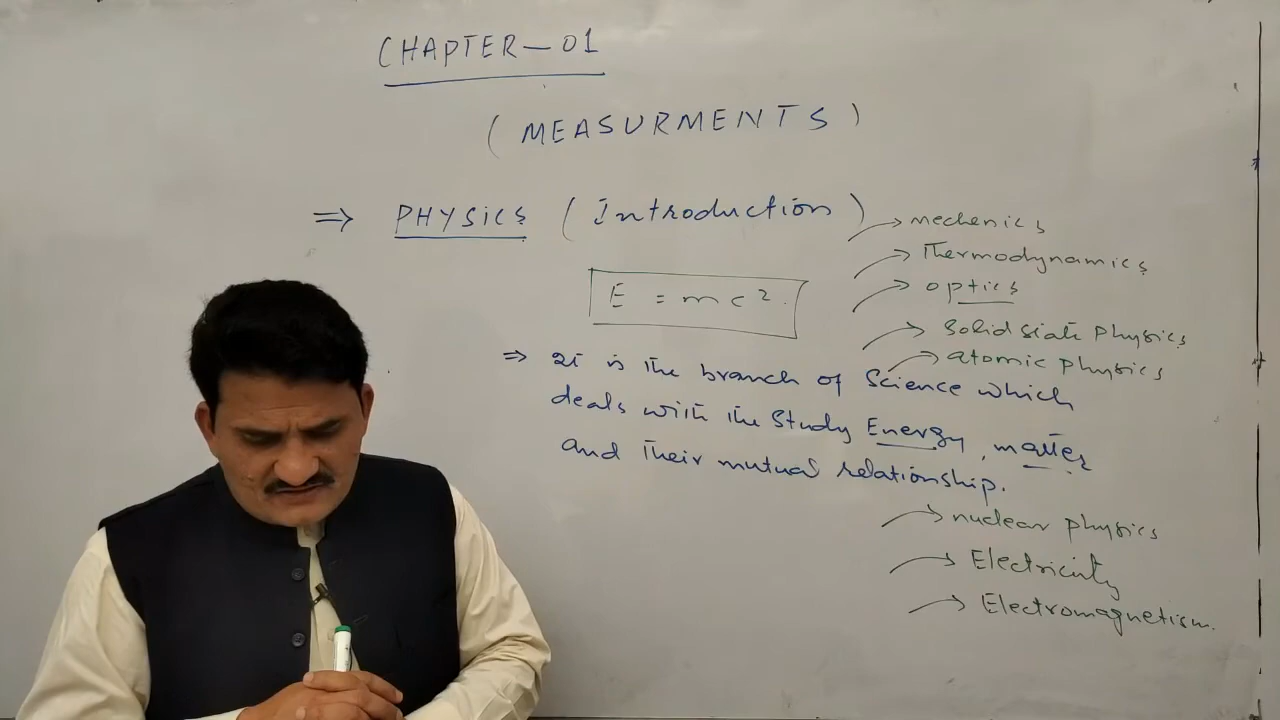 CHAPTER-01
(MEASURMENTS)
⇒ PHYSICS (Introduction)
→ mechenics
→ Thermodynamics
→ optics
E = mc².
→ Solid state Physics
→ atomic physics
⇒ It is the branch of Science which
deals with the Study Energy, matter
and Their mutual relationship.
→ nuclear physics
→ Electricity
→ Electromagnetism.